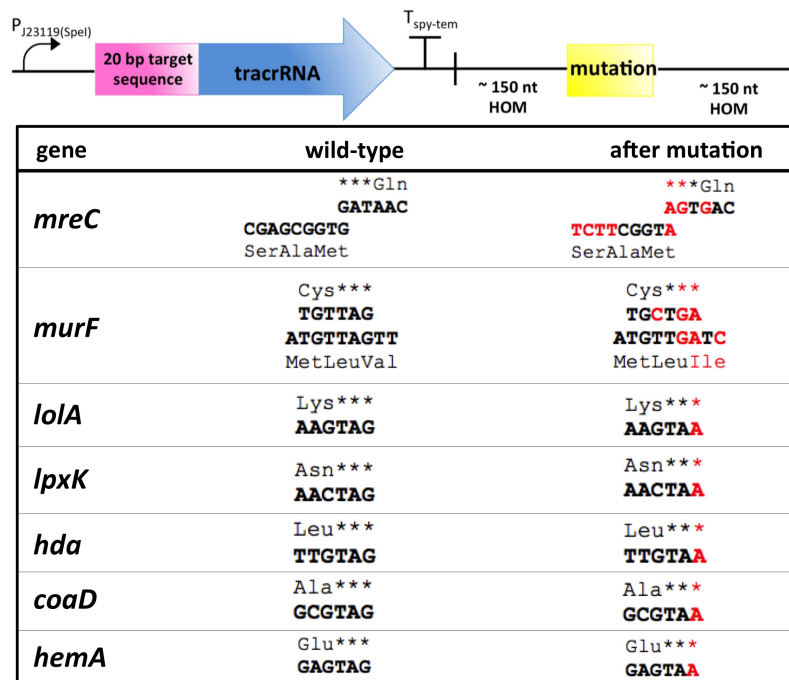 P J23119(SpeI)
T spy-tem
20 bp target
sequence
tracrRNA
mutation
~ 150 nt
HOM
~ 150 nt
HOM
gene wild-type after mutation
mreC
***Gln
GATAAC
CGAGCGGTG
SerAlaMet
***Gln
AGTGAC
TCTTCGGTA
SerAlaMet
murF
Cys***
TGTTAG
ATGTTAGTT
MetLeuVal
Cys***
TGCTGA
ATGTTGATC
MetLeuIle
lolA
Lys***
AAGTAG
Lys***
AAGTAA
lpxK
Asn***
AACTAG
Asn***
AACTAA
hda
Leu***
TTGTAG
Leu***
TTGTAA
coaD
Ala***
GCGTAG
Ala***
GCGTAA
hemA
Glu***
GAGTAG
Glu***
GAGTAA